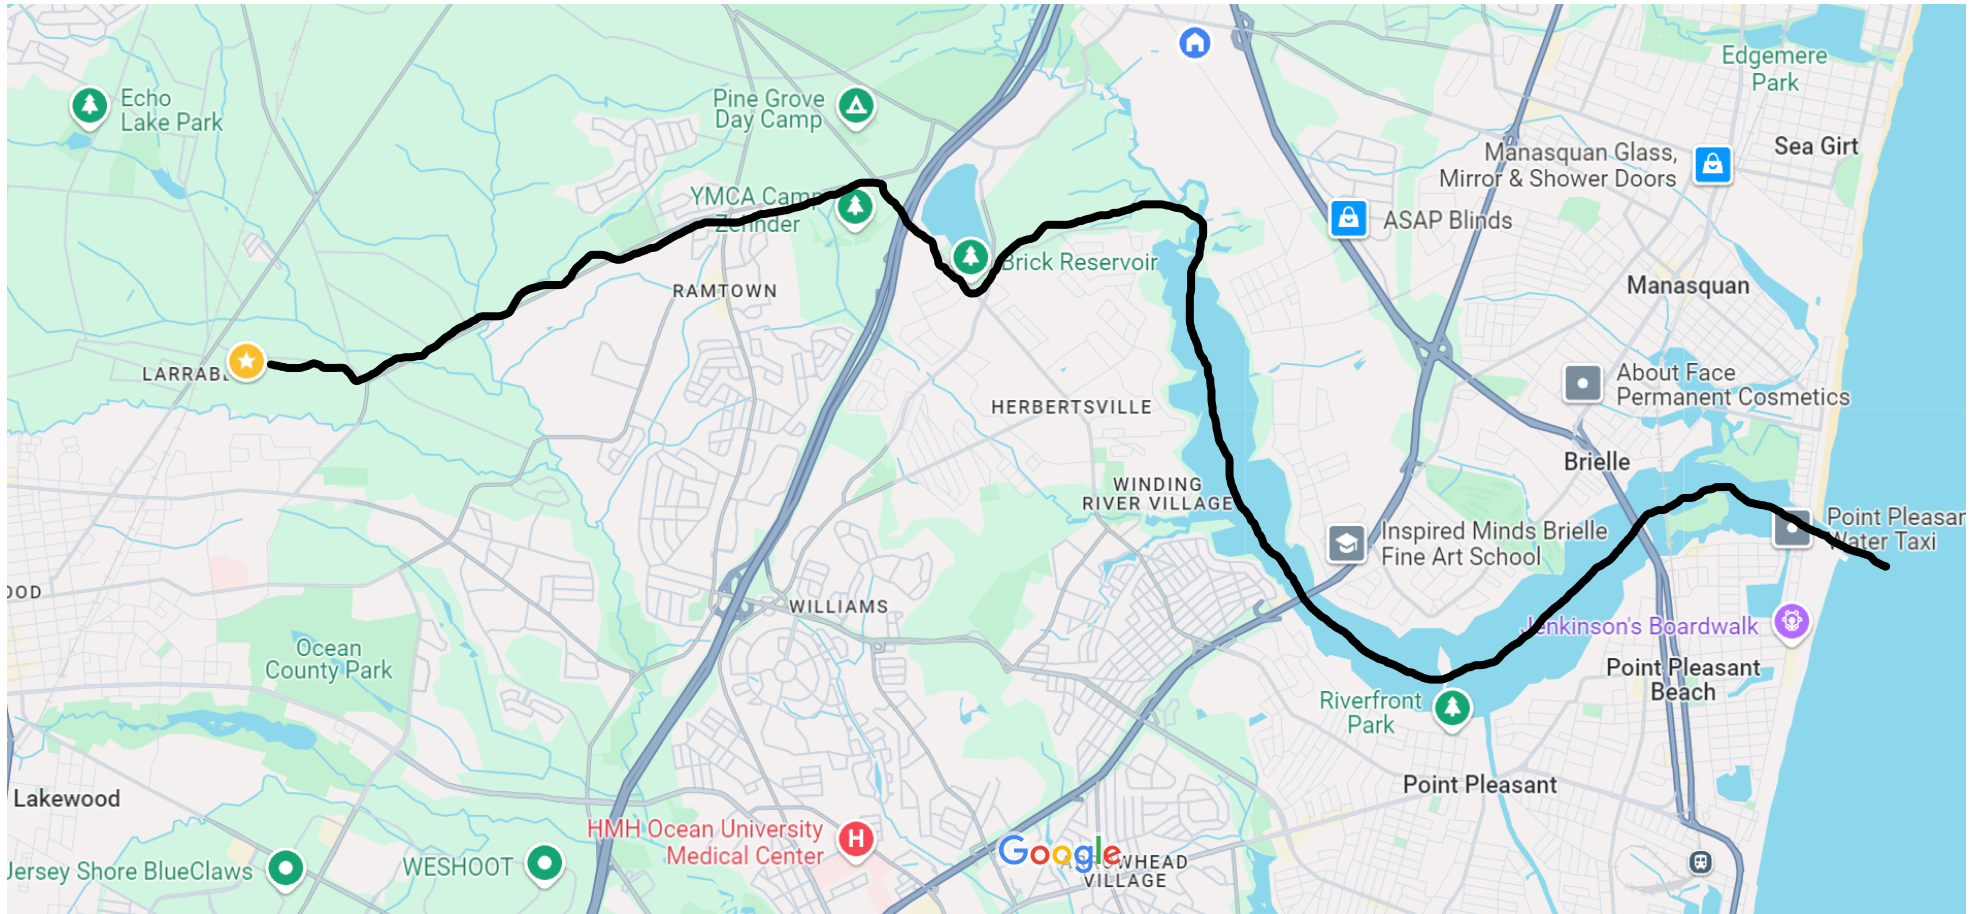 Edgemere
Park
Echo
Lake Park
Pine Grove
Day Camp
Sea Girt
Manasquan Glass,
Mirror & Shower Doors
YMCA Camp
Zehnder
ASAP Blinds
Brick Reservoir
RAMTOWN
Manasquan
LARRABE
About Face
Permanent Cosmetics
HERBERTSVILLE
Brielle
WINDING
RIVER VILLAGE
Inspired Minds Brielle
Fine Art School
Point Pleasan
Water Taxi
OOD
WILLIAMS
Jenkinson's Boardwalk
Ocean
County Park
Point Pleasant
Beach
Riverfront
Park
Point Pleasant
Lakewood
HMH Ocean University
Medical Center
H
Google
ARROWHEAD
VILLAGE
Jersey Shore BlueClaws
WESHOOT